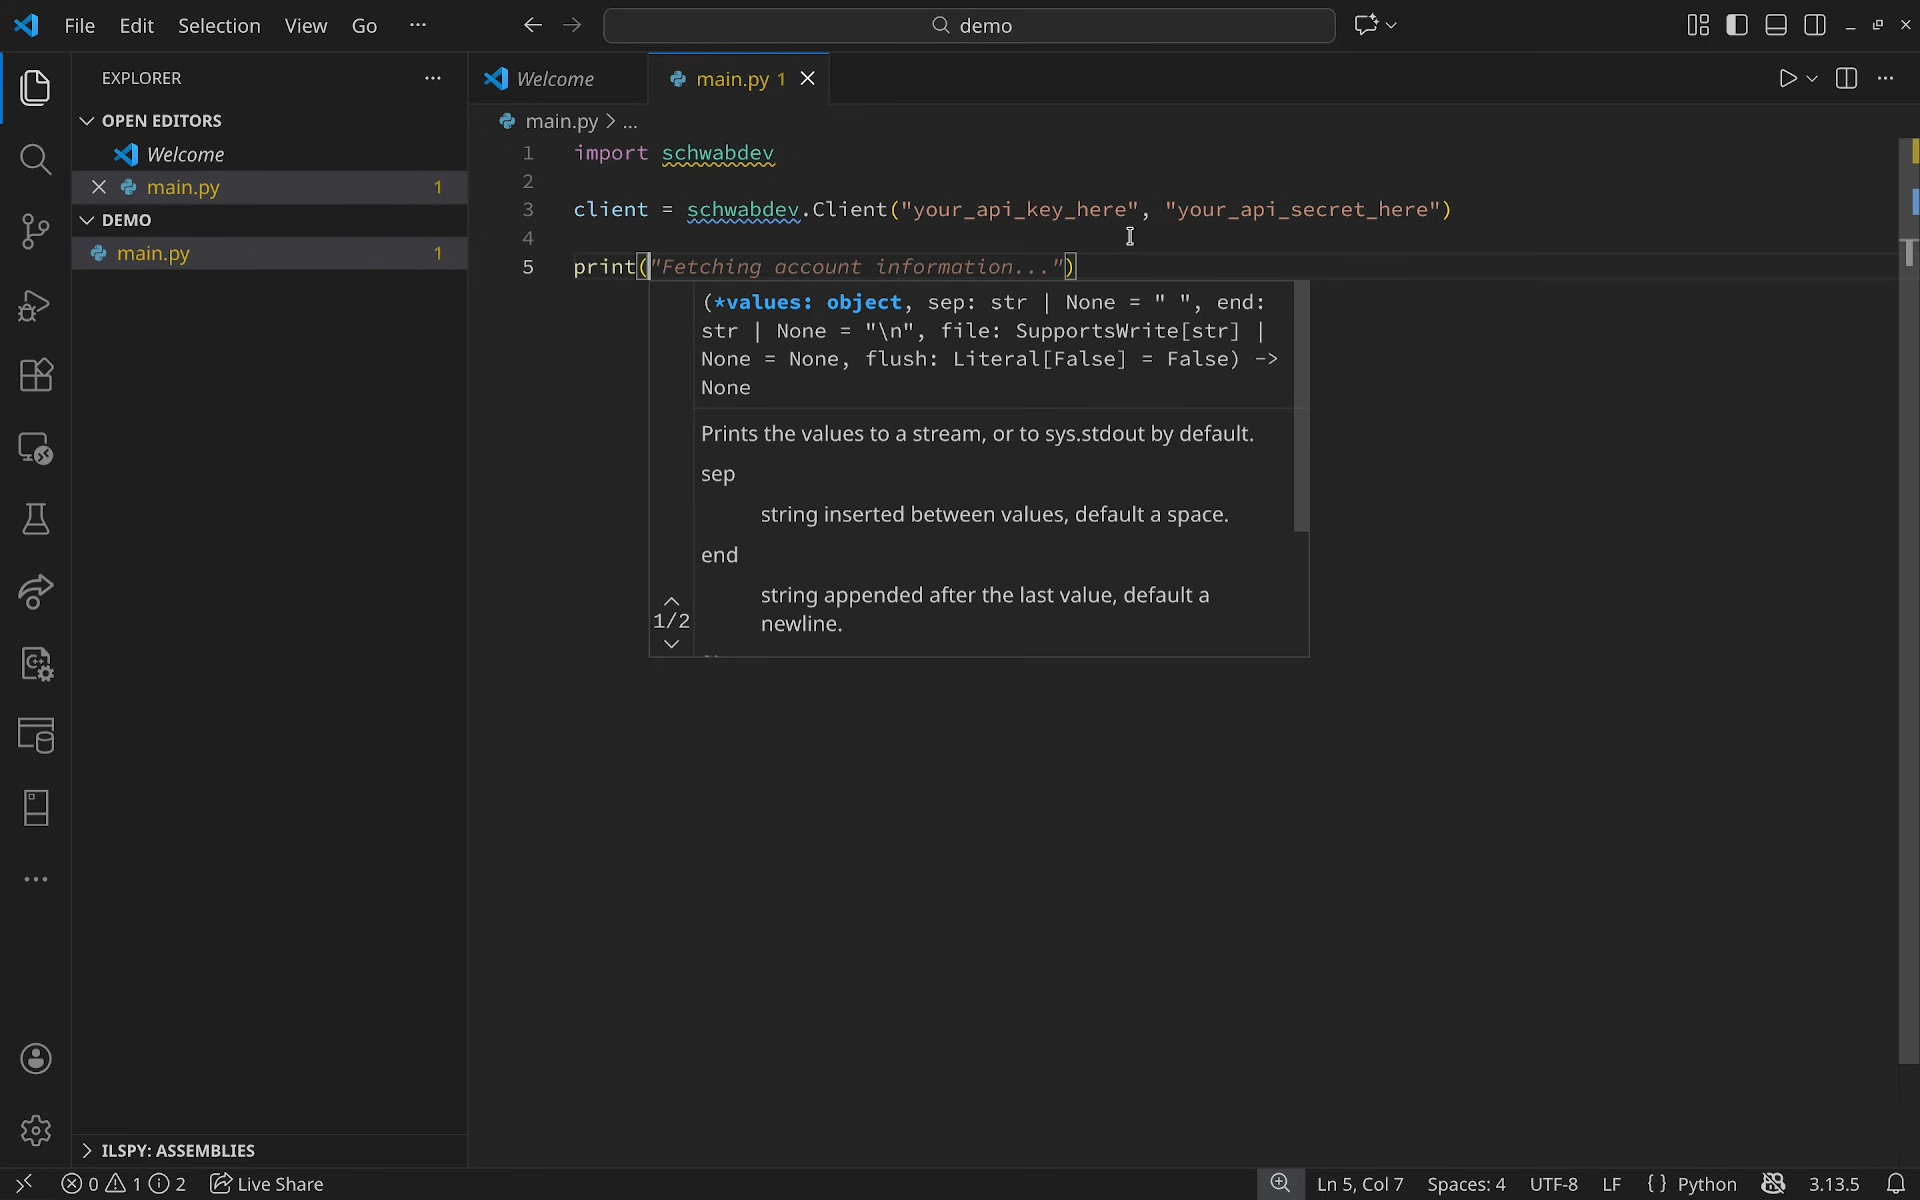 File Edit Selection View Go ··· demo
EXPLORER ···
OPEN EDITORS
Welcome
main.py 1
DEMO
main.py 1
ILSPY: ASSEMBLIES
Welcome main.py 1
main.py > ...
1 import schwabdev
2
3 client = schwabdev.Client("your_api_key_here", "your_api_secret_here")
4
5 print("Fetching account information...")
(*values: object, sep: str | None = " ", end:
str | None = "\n", file: SupportsWrite[str] |
None = None, flush: Literal[False] = False) ->
None
Prints the values to a stream, or to sys.stdout by default.
sep
string inserted between values, default a space.
end
string appended after the last value, default a
newline.
1/2
0 1 2 Live Share Ln 5, Col 7 Spaces: 4 UTF-8 LF {} Python 3.13.5